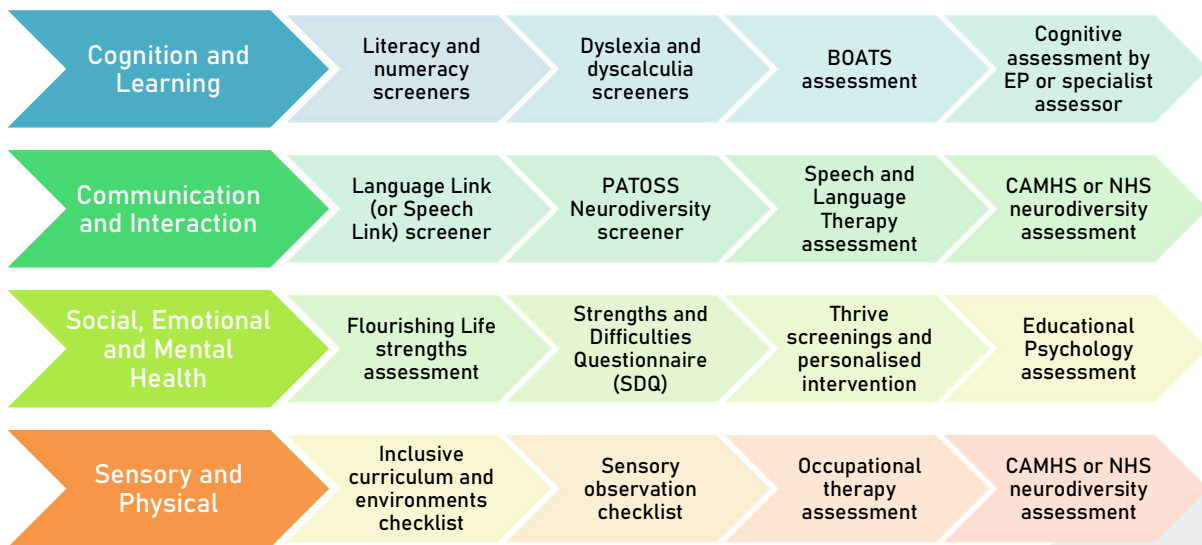 Cognition and
Learning
Literacy and
numeracy
screeners
Dyslexia and
dyscalculia
screeners
BOATS
assessment
Cognitive
assessment by
EP or specialist
assessor
Communication
and Interaction
Language Link
(or Speech
Link) screener
PATOSS
Neurodiversity
screener
Speech and
Language
Therapy
assessment
CAMHS or NHS
neurodiversity
assessment
Social, Emotional
and Mental
Health
Flourishing Life
strengths
assessment
Strengths and
Difficulties
Questionnaire
(SDQ)
Thrive
screenings and
personalised
intervention
Educational
Psychology
assessment
Sensory and
Physical
Inclusive
curriculum and
environments
checklist
Sensory
observation
checklist
Occupational
therapy
assessment
CAMHS or NHS
neurodiversity
assessment